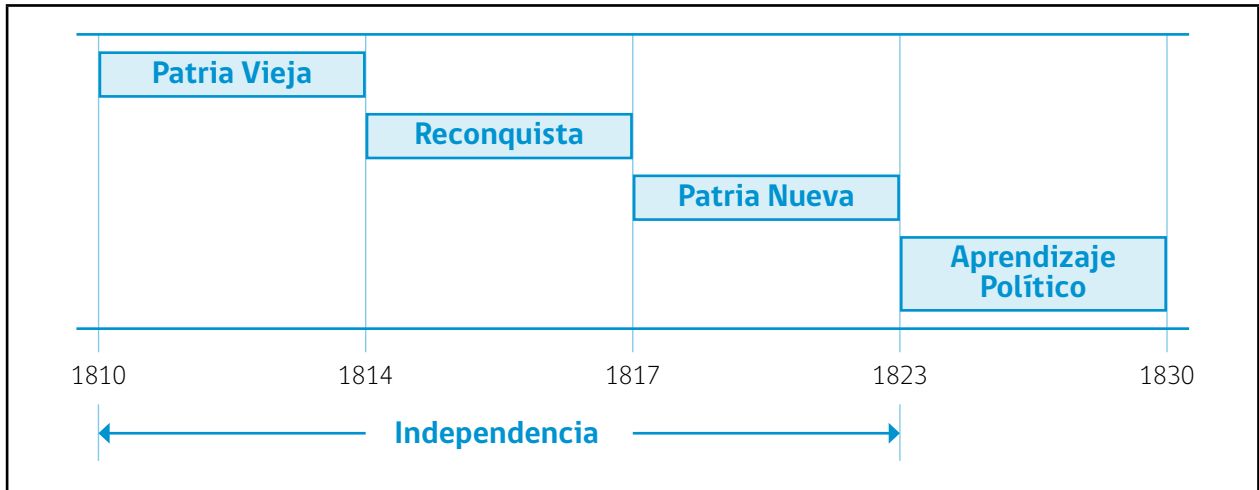 Patria Vieja
Reconquista
Patria Nueva
Aprendizaje
Político
1810 1814 1817 1823 1830
Independencia